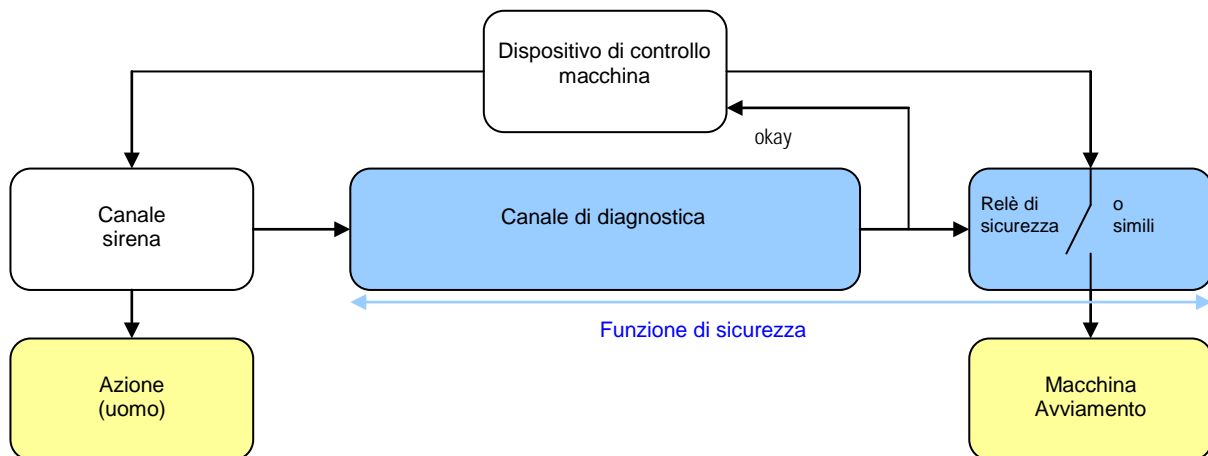 Dispositivo di controllo
macchina
okay
Canale
sirena
Canale di diagnostica
Relè di
sicurezza
o
simili
Funzione di sicurezza
Azione
(uomo)
Macchina
Avviamento